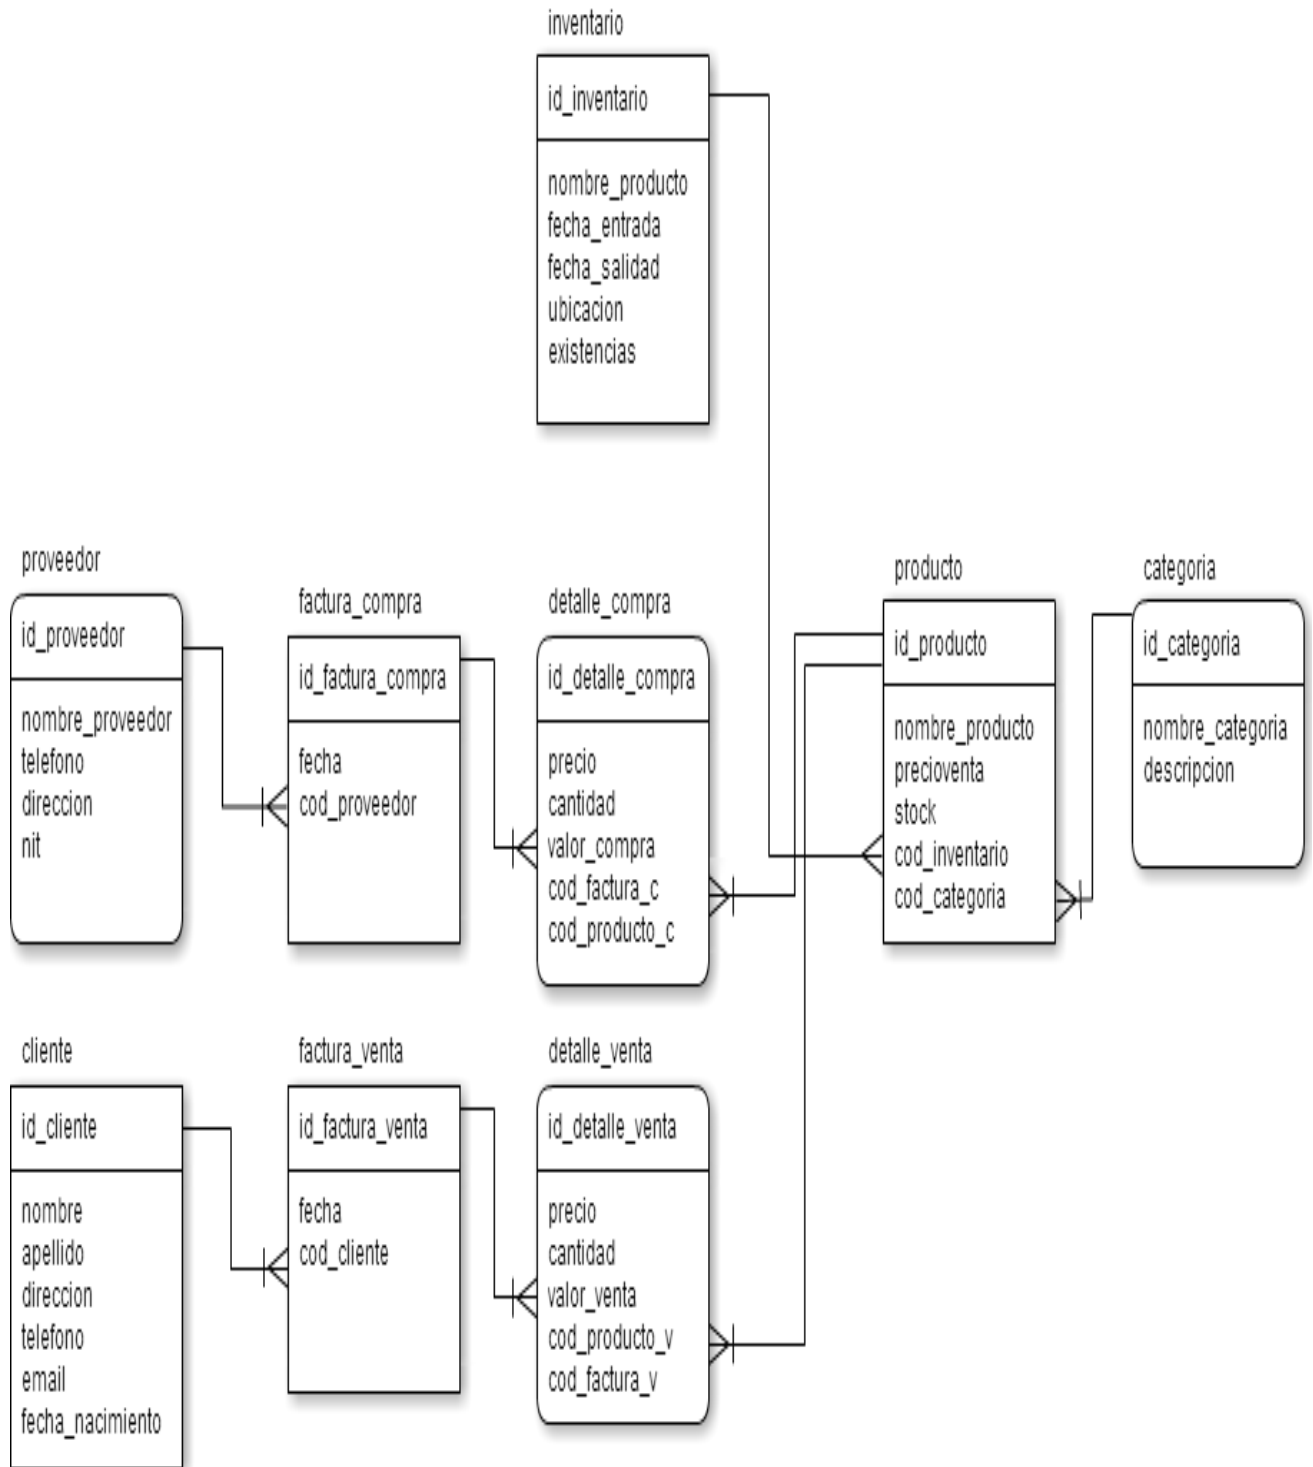 inventario
id_inventario
nombre_producto
fecha_entrada
fecha_salidad
ubicacion
existencias
proveedor
id_proveedor
nombre_proveedor
telefono
direccion
nit
factura_compra
id_factura_compra
fecha
cod_proveedor
detalle_compra
id_detalle_compra
precio
cantidad
valor_compra
cod_factura_c
cod_producto_c
producto
id_producto
nombre_producto
precioventa
stock
cod_inventario
cod_categoria
categoria
id_categoria
nombre_categoria
descripcion
cliente
id_cliente
nombre
apellido
direccion
telefono
email
fecha_nacimiento
factura_venta
id_factura_venta
fecha
cod_cliente
detalle_venta
id_detalle_venta
precio
cantidad
valor_venta
cod_producto_v
cod_factura_v